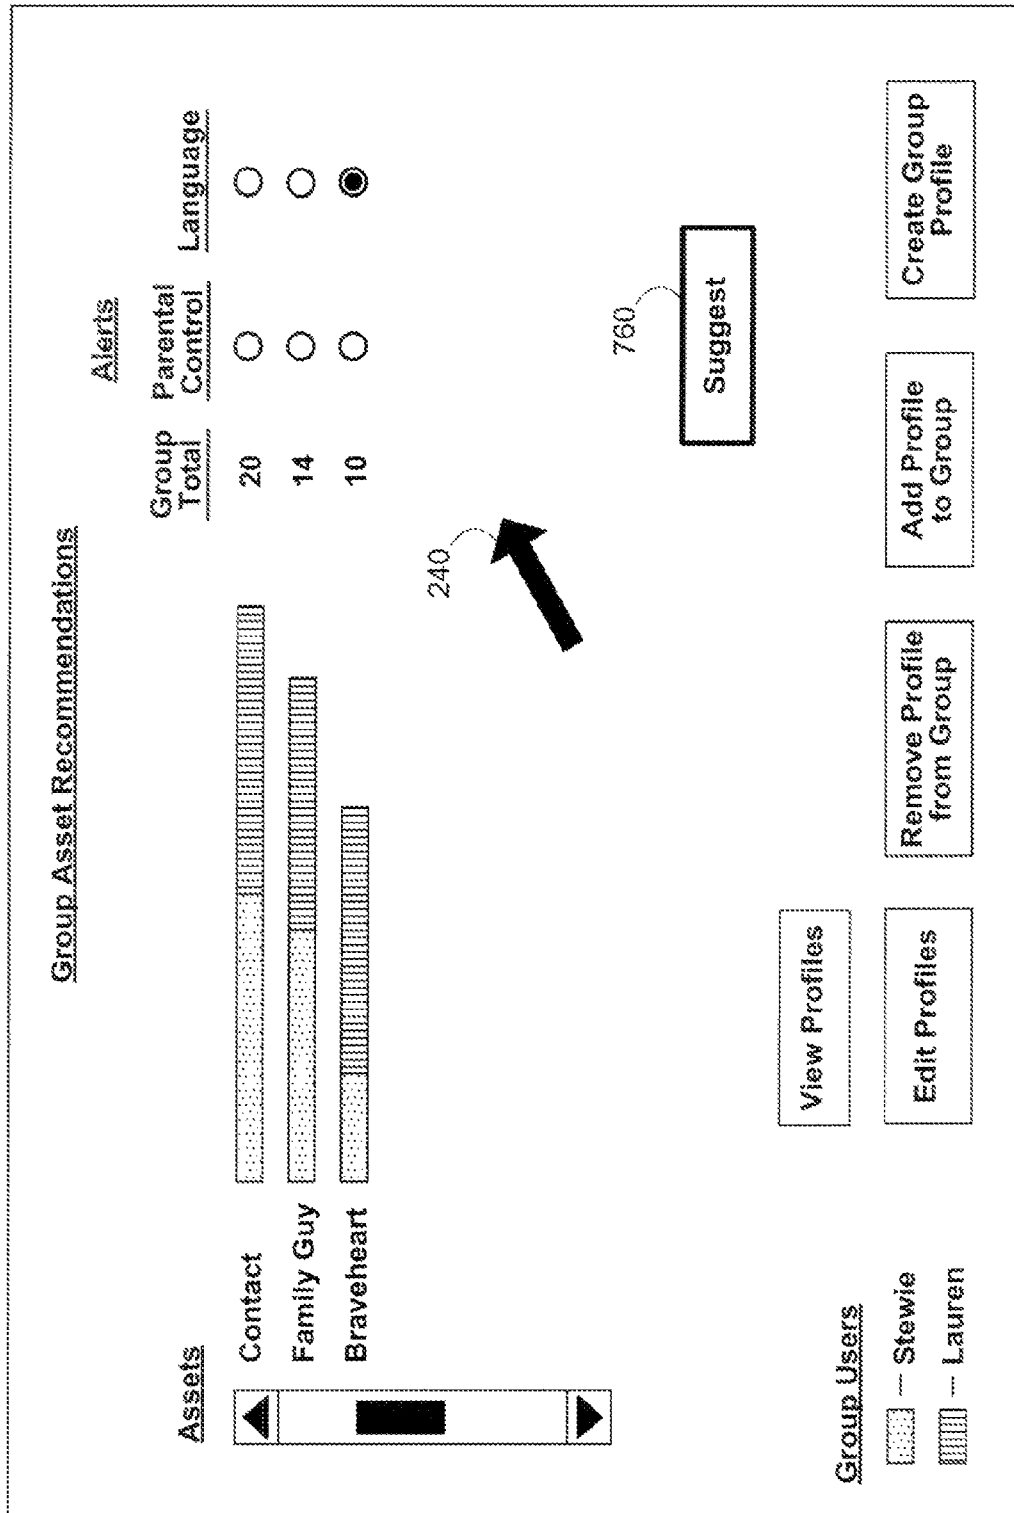 Group Asset Recommendations
Alerts
Assets
Group
Total
Parental
Control
Language
Contact
20
Family Guy
14
Braveheart
10
240
760
Suggest
View Profiles
Group Users
— Stewie
— Lauren
Edit Profiles
Remove Profile
from Group
Add Profile
to Group
Create Group
Profile